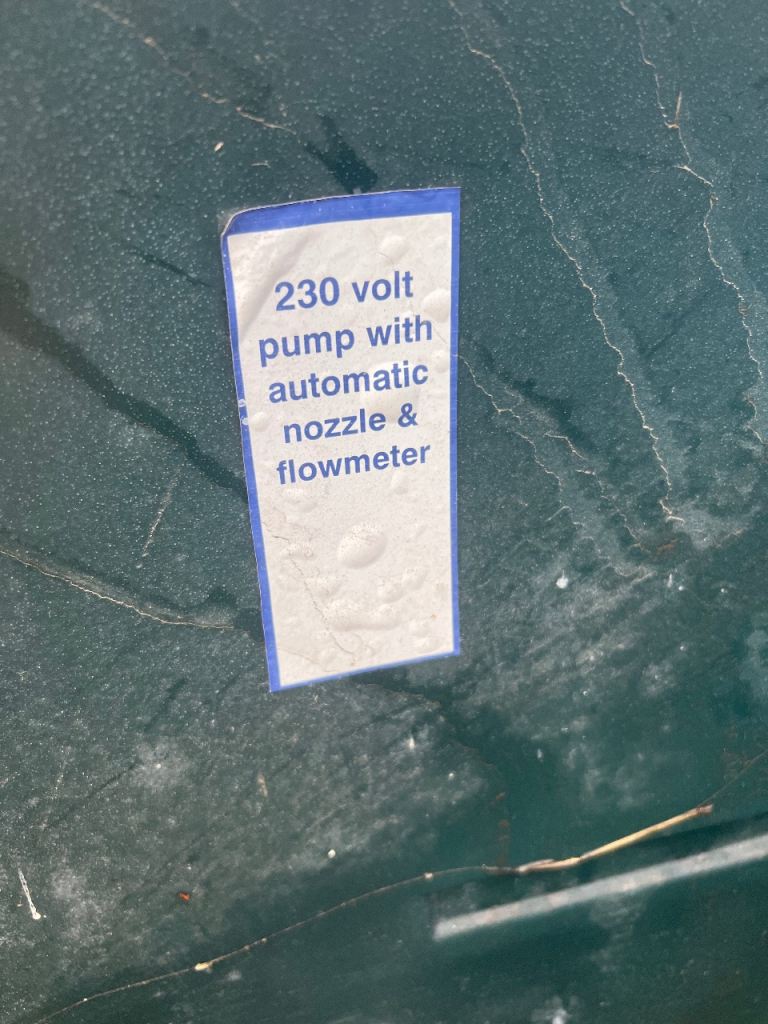 230 volt
pump with
automatic
nozzle &
flowmeter